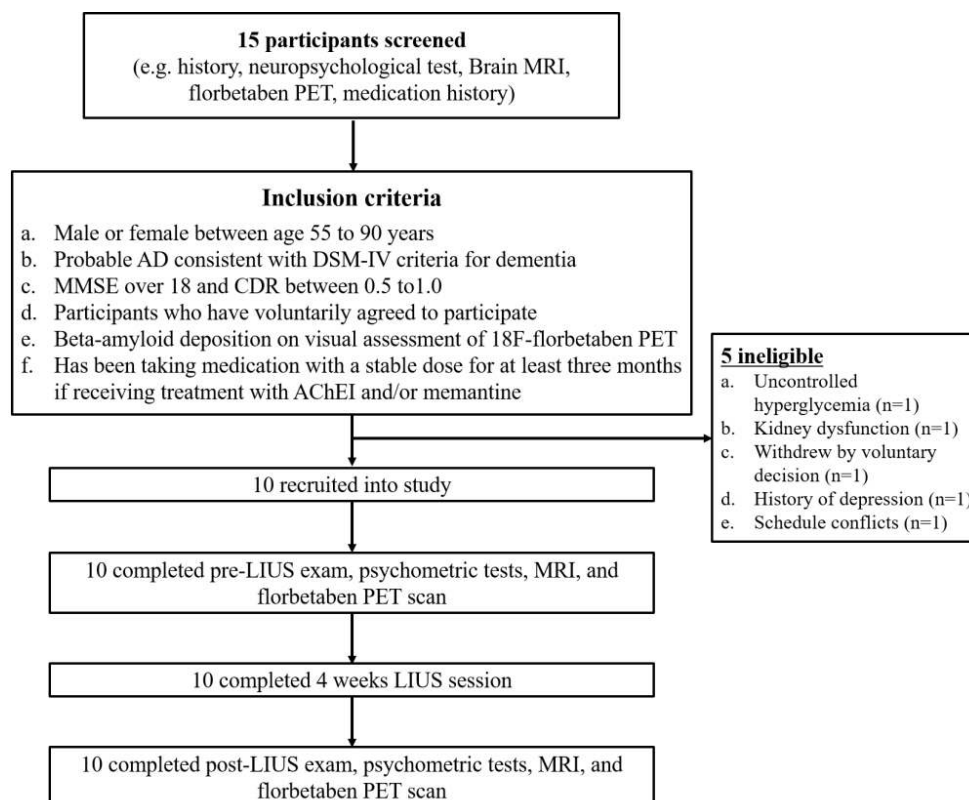 15 participants screened
(e.g. history, neuropsychological test, Brain MRI,
florbetaben PET, medication history)
Inclusion criteria
a. Male or female between age 55 to 90 years
b. Probable AD consistent with DSM-IV criteria for dementia
c. MMSE over 18 and CDR between 0.5 to1.0
d. Participants who have voluntarily agreed to participate
e. Beta-amyloid deposition on visual assessment of 18F-florbetaben PET
f. Has been taking medication with a stable dose for at least three months
if receiving treatment with AChEI and/or memantine
5 ineligible
a. Uncontrolled
hyperglycemia (n=1)
b. Kidney dysfunction (n=1)
c. Withdrew by voluntary
decision (n=1)
d. History of depression (n=1)
e. Schedule conflicts (n=1)
10 recruited into study
10 completed pre-LIUS exam, psychometric tests, MRI, and
florbetaben PET scan
10 completed 4 weeks LIUS session
10 completed post-LIUS exam, psychometric tests, MRI, and
florbetaben PET scan